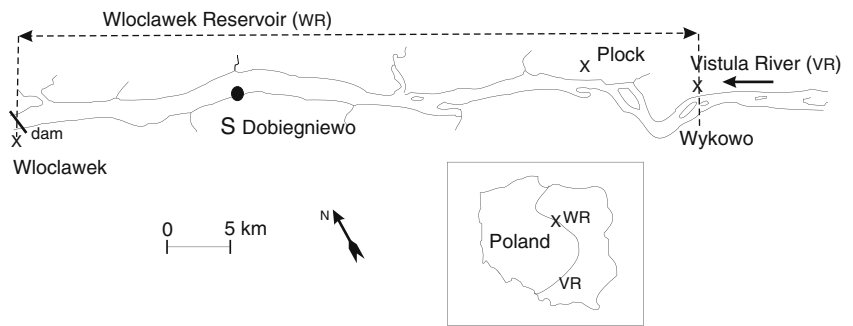 Wloclawek Reservoir (WR)
Plock
Vistula River (VR)
dam
S Dobiegniewo
Wykowo
Wloclawek
0 5 km
N
WR
Poland
VR